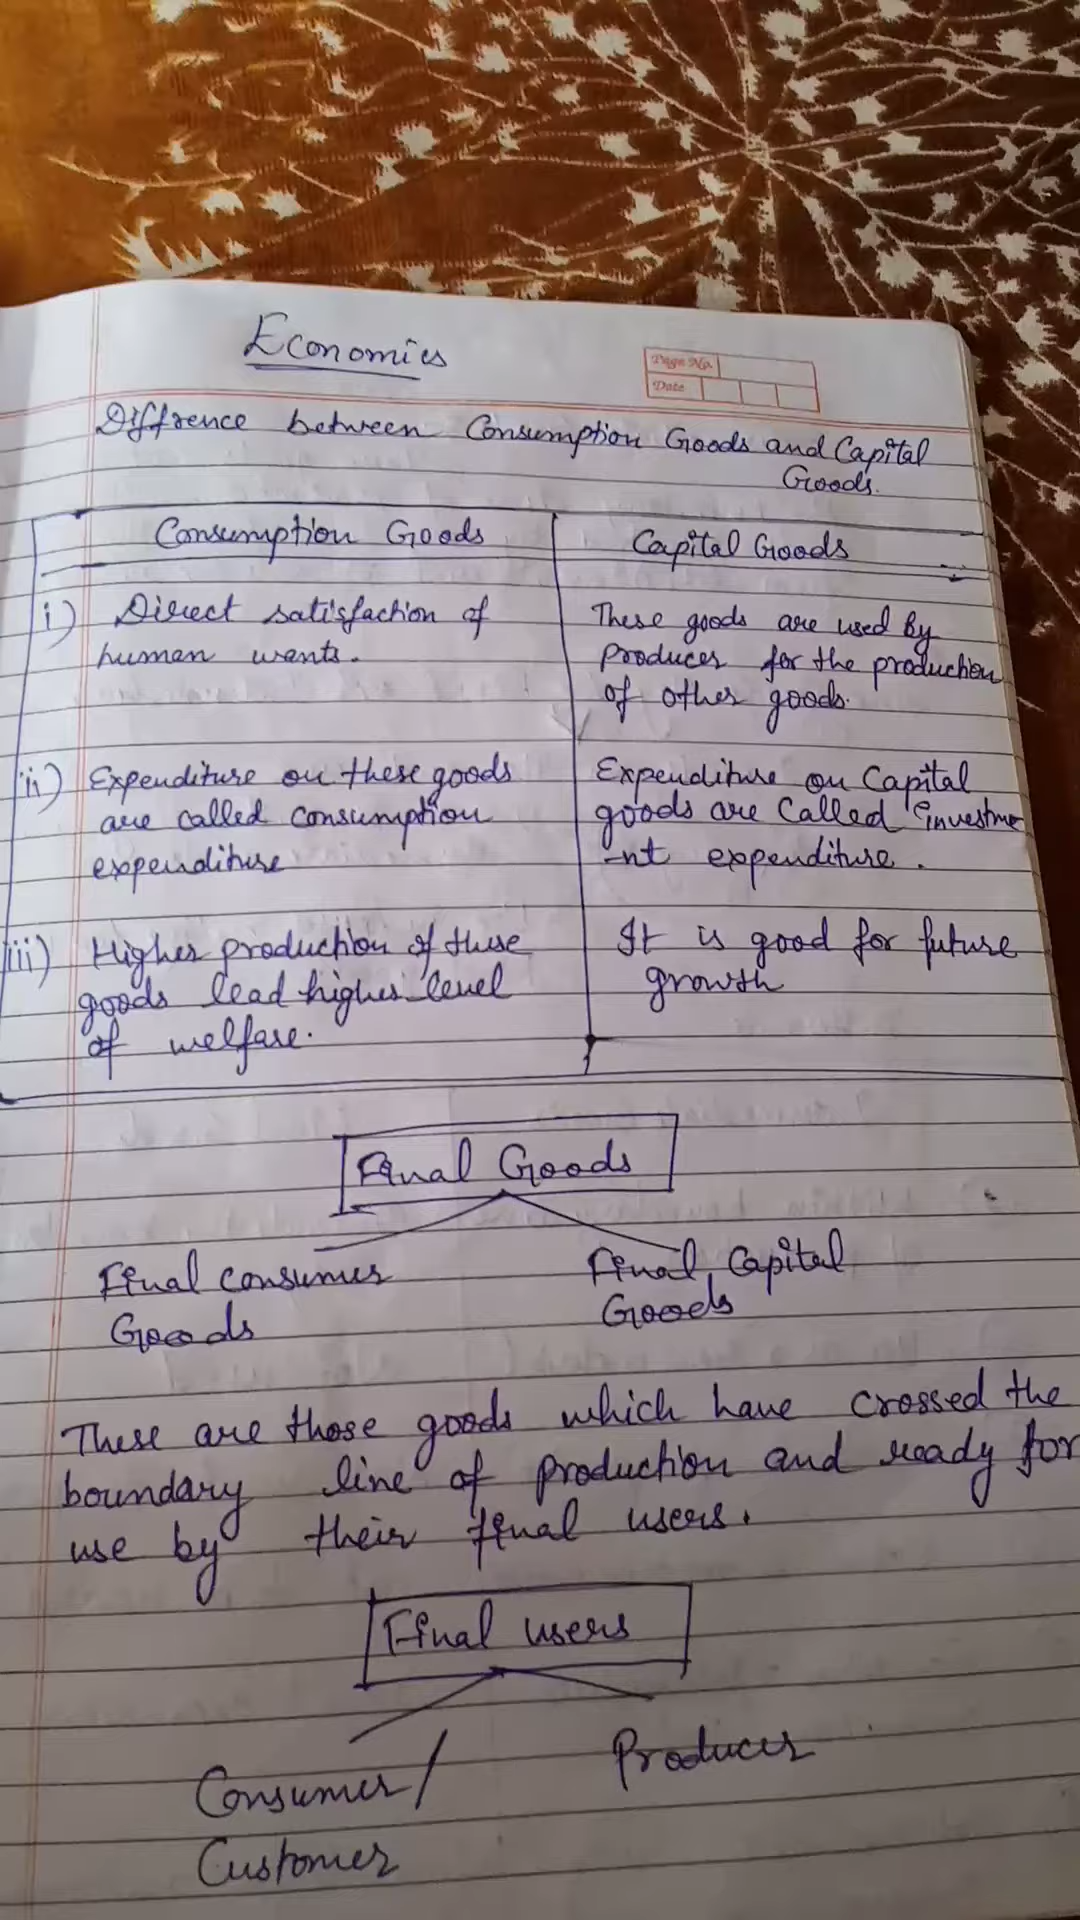 Economics
Page No.
Date
Diffrence between Consumption Goods and Capital
Goods.
Consumption Goods
Capital Goods
i) Direct satisfaction of
human wants.
These goods are used by
producer for the production
of other goods.
ii) Expenditure on these goods
are called consumption
expenditure
Expenditure on Capital
goods are Called investme
-nt expenditure.
iii) Higher production of these
goods lead higher level
of welfare.
It is good for future
growth
Final Goods
Final consumer
Goods
Final Capital
Goods
These are those goods which have crossed the
boundary line of production and ready for
use by their final users.
Final users
Consumer/
Customer
Producer